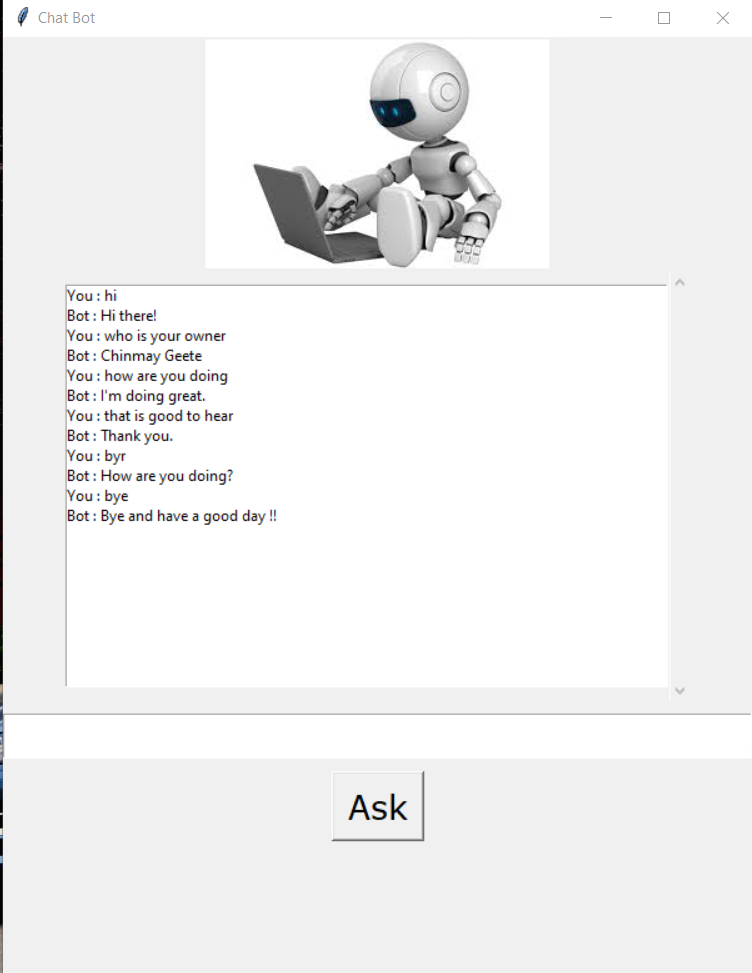 Chat Bot
You : hi
Bot : Hi there!
You : who is your owner
Bot : Chinmay Geete
You : how are you doing
Bot : I'm doing great.
You : that is good to hear
Bot : Thank you.
You : byr
Bot : How are you doing?
You : bye
Bot : Bye and have a good day !!
Ask